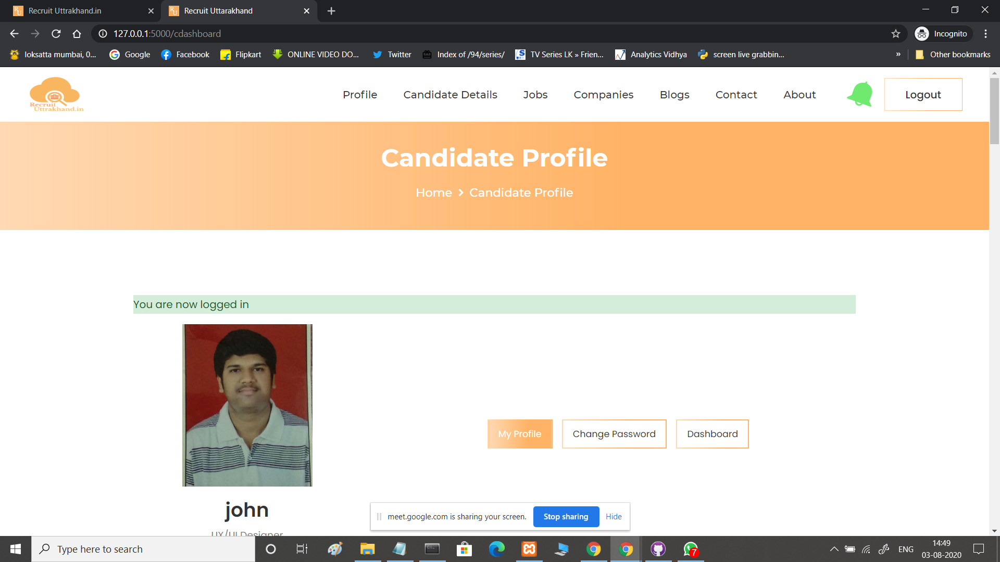 Recruit Uttrakhand.in
Recruit Uttarakhand
127.0.0.1:5000/cdashboard
Incognito
loksatta mumbai, 0...
Google
Facebook
Flipkart
ONLINE VIDEO DO...
Twitter
Index of /94/series/
TV Series LK » Frien...
Analytics Vidhya
screen live grabbin...
»
Other bookmarks
Recruit
Uttrakhand.in
Profile
Candidate Details
Jobs
Companies
Blogs
Contact
About
Logout
Candidate Profile
Home > Candidate Profile
You are now logged in
My Profile
Change Password
Dashboard
john
UX/UI Designer
meet.google.com is sharing your screen.
Stop sharing
Hide
Type here to search
7
ENG
14:49
03-08-2020